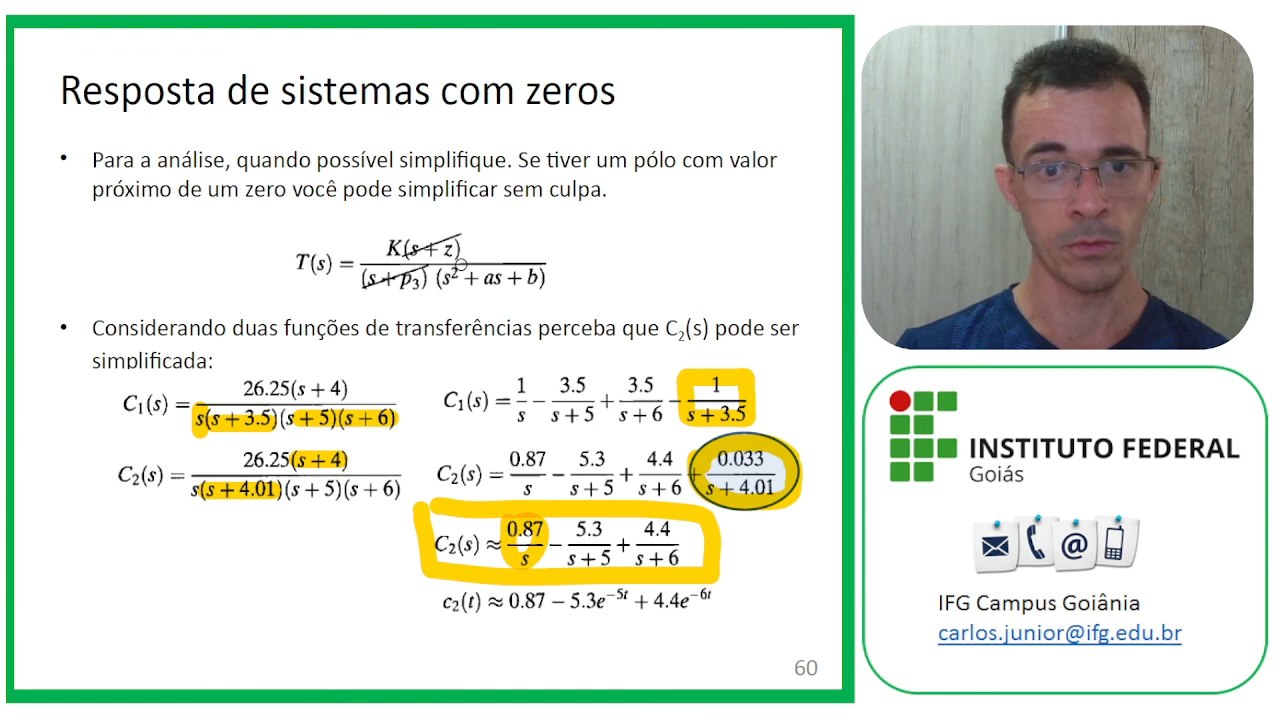 Resposta de sistemas com zeros
• Para a análise, quando possível simplifique. Se tiver um pólo com valor
próximo de um zero você pode simplificar sem culpa.
T(s) = K(s + z) / (s + p₃) (s² + as + b)
• Considerando duas funções de transferências perceba que C₂(s) pode ser
simplificada:
C₁(s) = 26.25(s + 4) / s(s + 3.5)(s + 5)(s + 6)
C₁(s) = 1/s − 3.5/(s + 5) + 3.5/(s + 6) − 1/(s + 3.5)
C₂(s) = 26.25(s + 4) / s(s + 4.01)(s + 5)(s + 6)
C₂(s) = 0.87/s − 5.3/(s + 5) + 4.4/(s + 6) + 0.033/(s + 4.01)
C₂(s) ≈ 0.87/s − 5.3/(s + 5) + 4.4/(s + 6)
c₂(t) ≈ 0.87 − 5.3e⁻⁵ᵗ + 4.4e⁻⁶ᵗ
60
INSTITUTO FEDERAL
Goiás
@
IFG Campus Goiânia
carlos.junior@ifg.edu.br